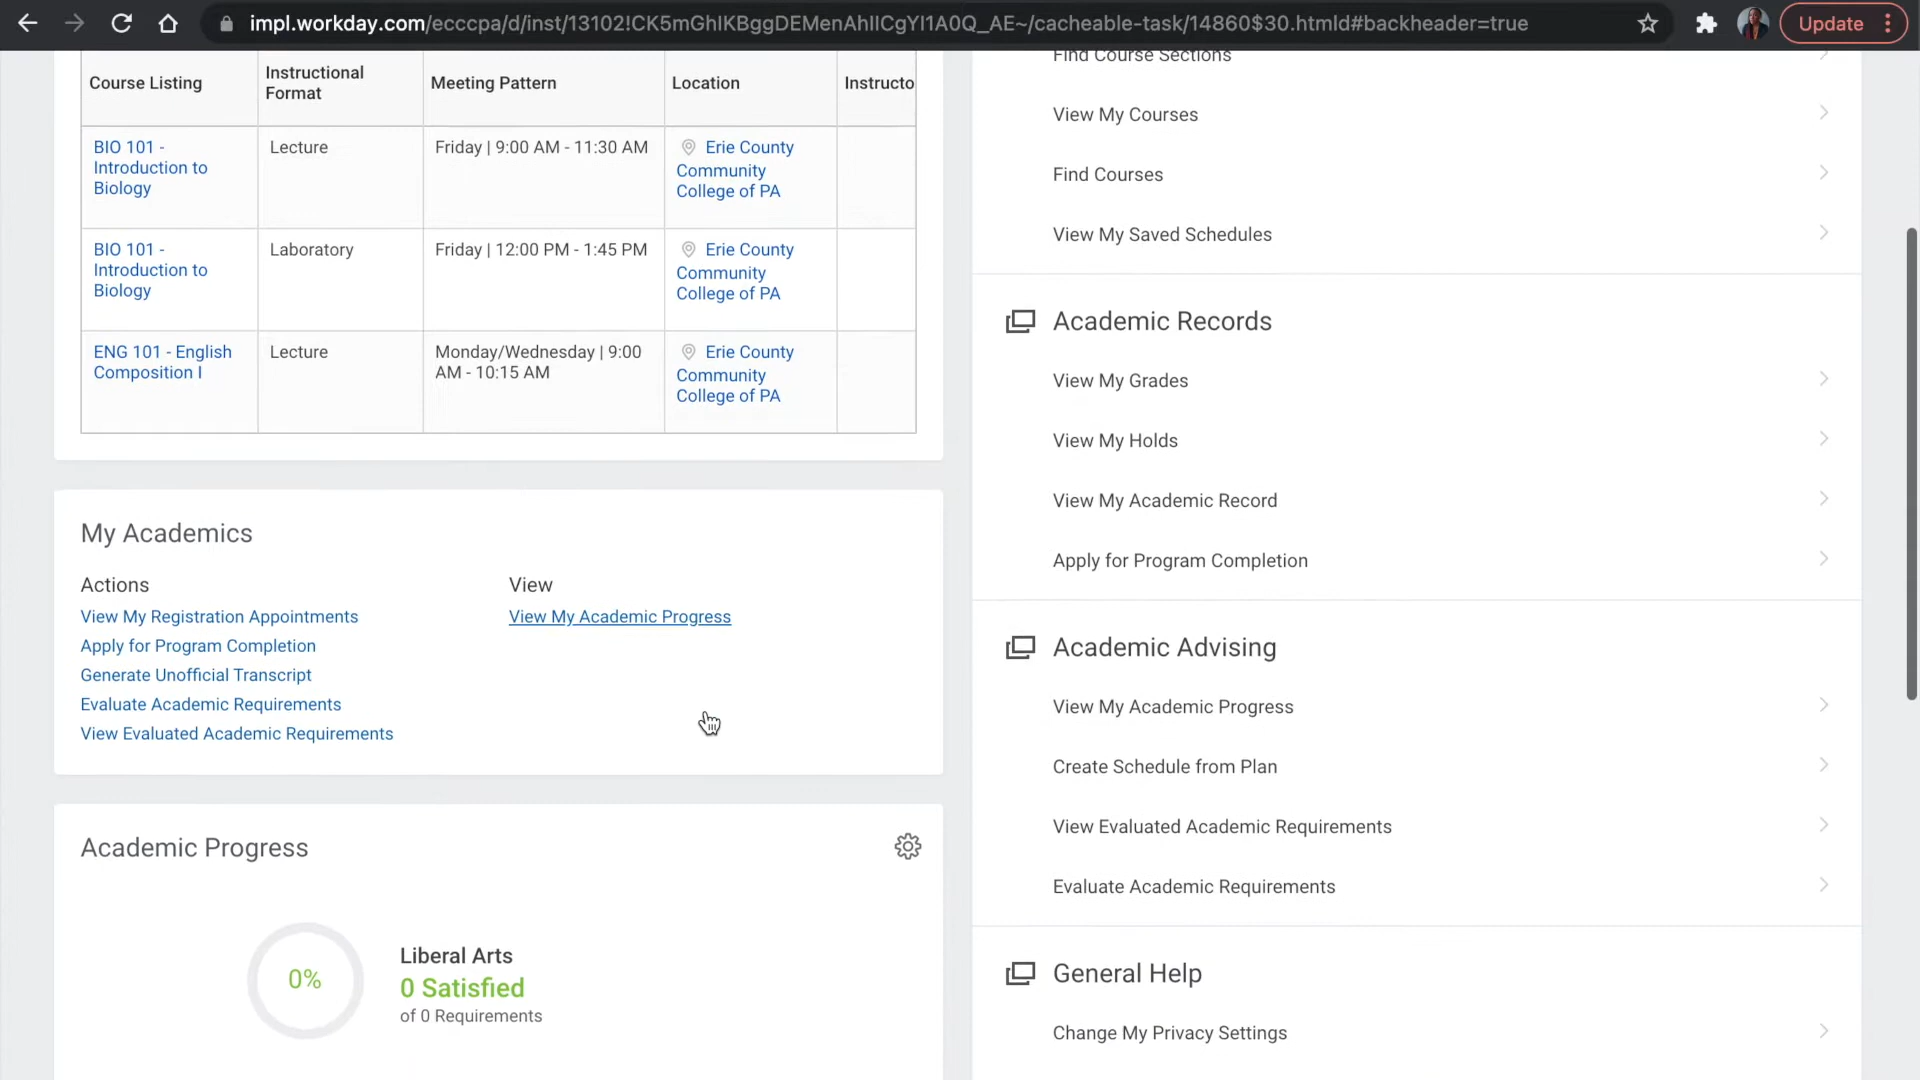 impl.workday.com/ecccpa/d/inst/13102!CK5mGhIKBggDEMenAhIICgYI1A0Q_AE~/cacheable-task/14860$30.htmld#backheader=true
Update
Course Listing
Instructional
Format
Meeting Pattern
Location
Instructo
BIO 101 -
Introduction to
Biology
Lecture
Friday | 9:00 AM - 11:30 AM
Erie County
Community
College of PA
BIO 101 -
Introduction to
Biology
Laboratory
Friday | 12:00 PM - 1:45 PM
Erie County
Community
College of PA
ENG 101 - English
Composition I
Lecture
Monday/Wednesday | 9:00
AM - 10:15 AM
Erie County
Community
College of PA
My Academics
Actions
View My Registration Appointments
Apply for Program Completion
Generate Unofficial Transcript
Evaluate Academic Requirements
View Evaluated Academic Requirements
View
View My Academic Progress
Academic Progress
0%
Liberal Arts
0 Satisfied
of 0 Requirements
Find Course Sections
View My Courses
Find Courses
View My Saved Schedules
Academic Records
View My Grades
View My Holds
View My Academic Record
Apply for Program Completion
Academic Advising
View My Academic Progress
Create Schedule from Plan
View Evaluated Academic Requirements
Evaluate Academic Requirements
General Help
Change My Privacy Settings